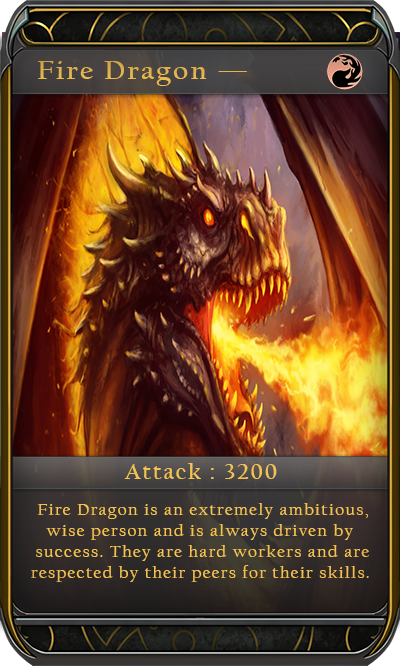 Fire Dragon —
Attack : 3200
Fire Dragon is an extremely ambitious,
wise person and is always driven by
success. They are hard workers and are
respected by their peers for their skills.